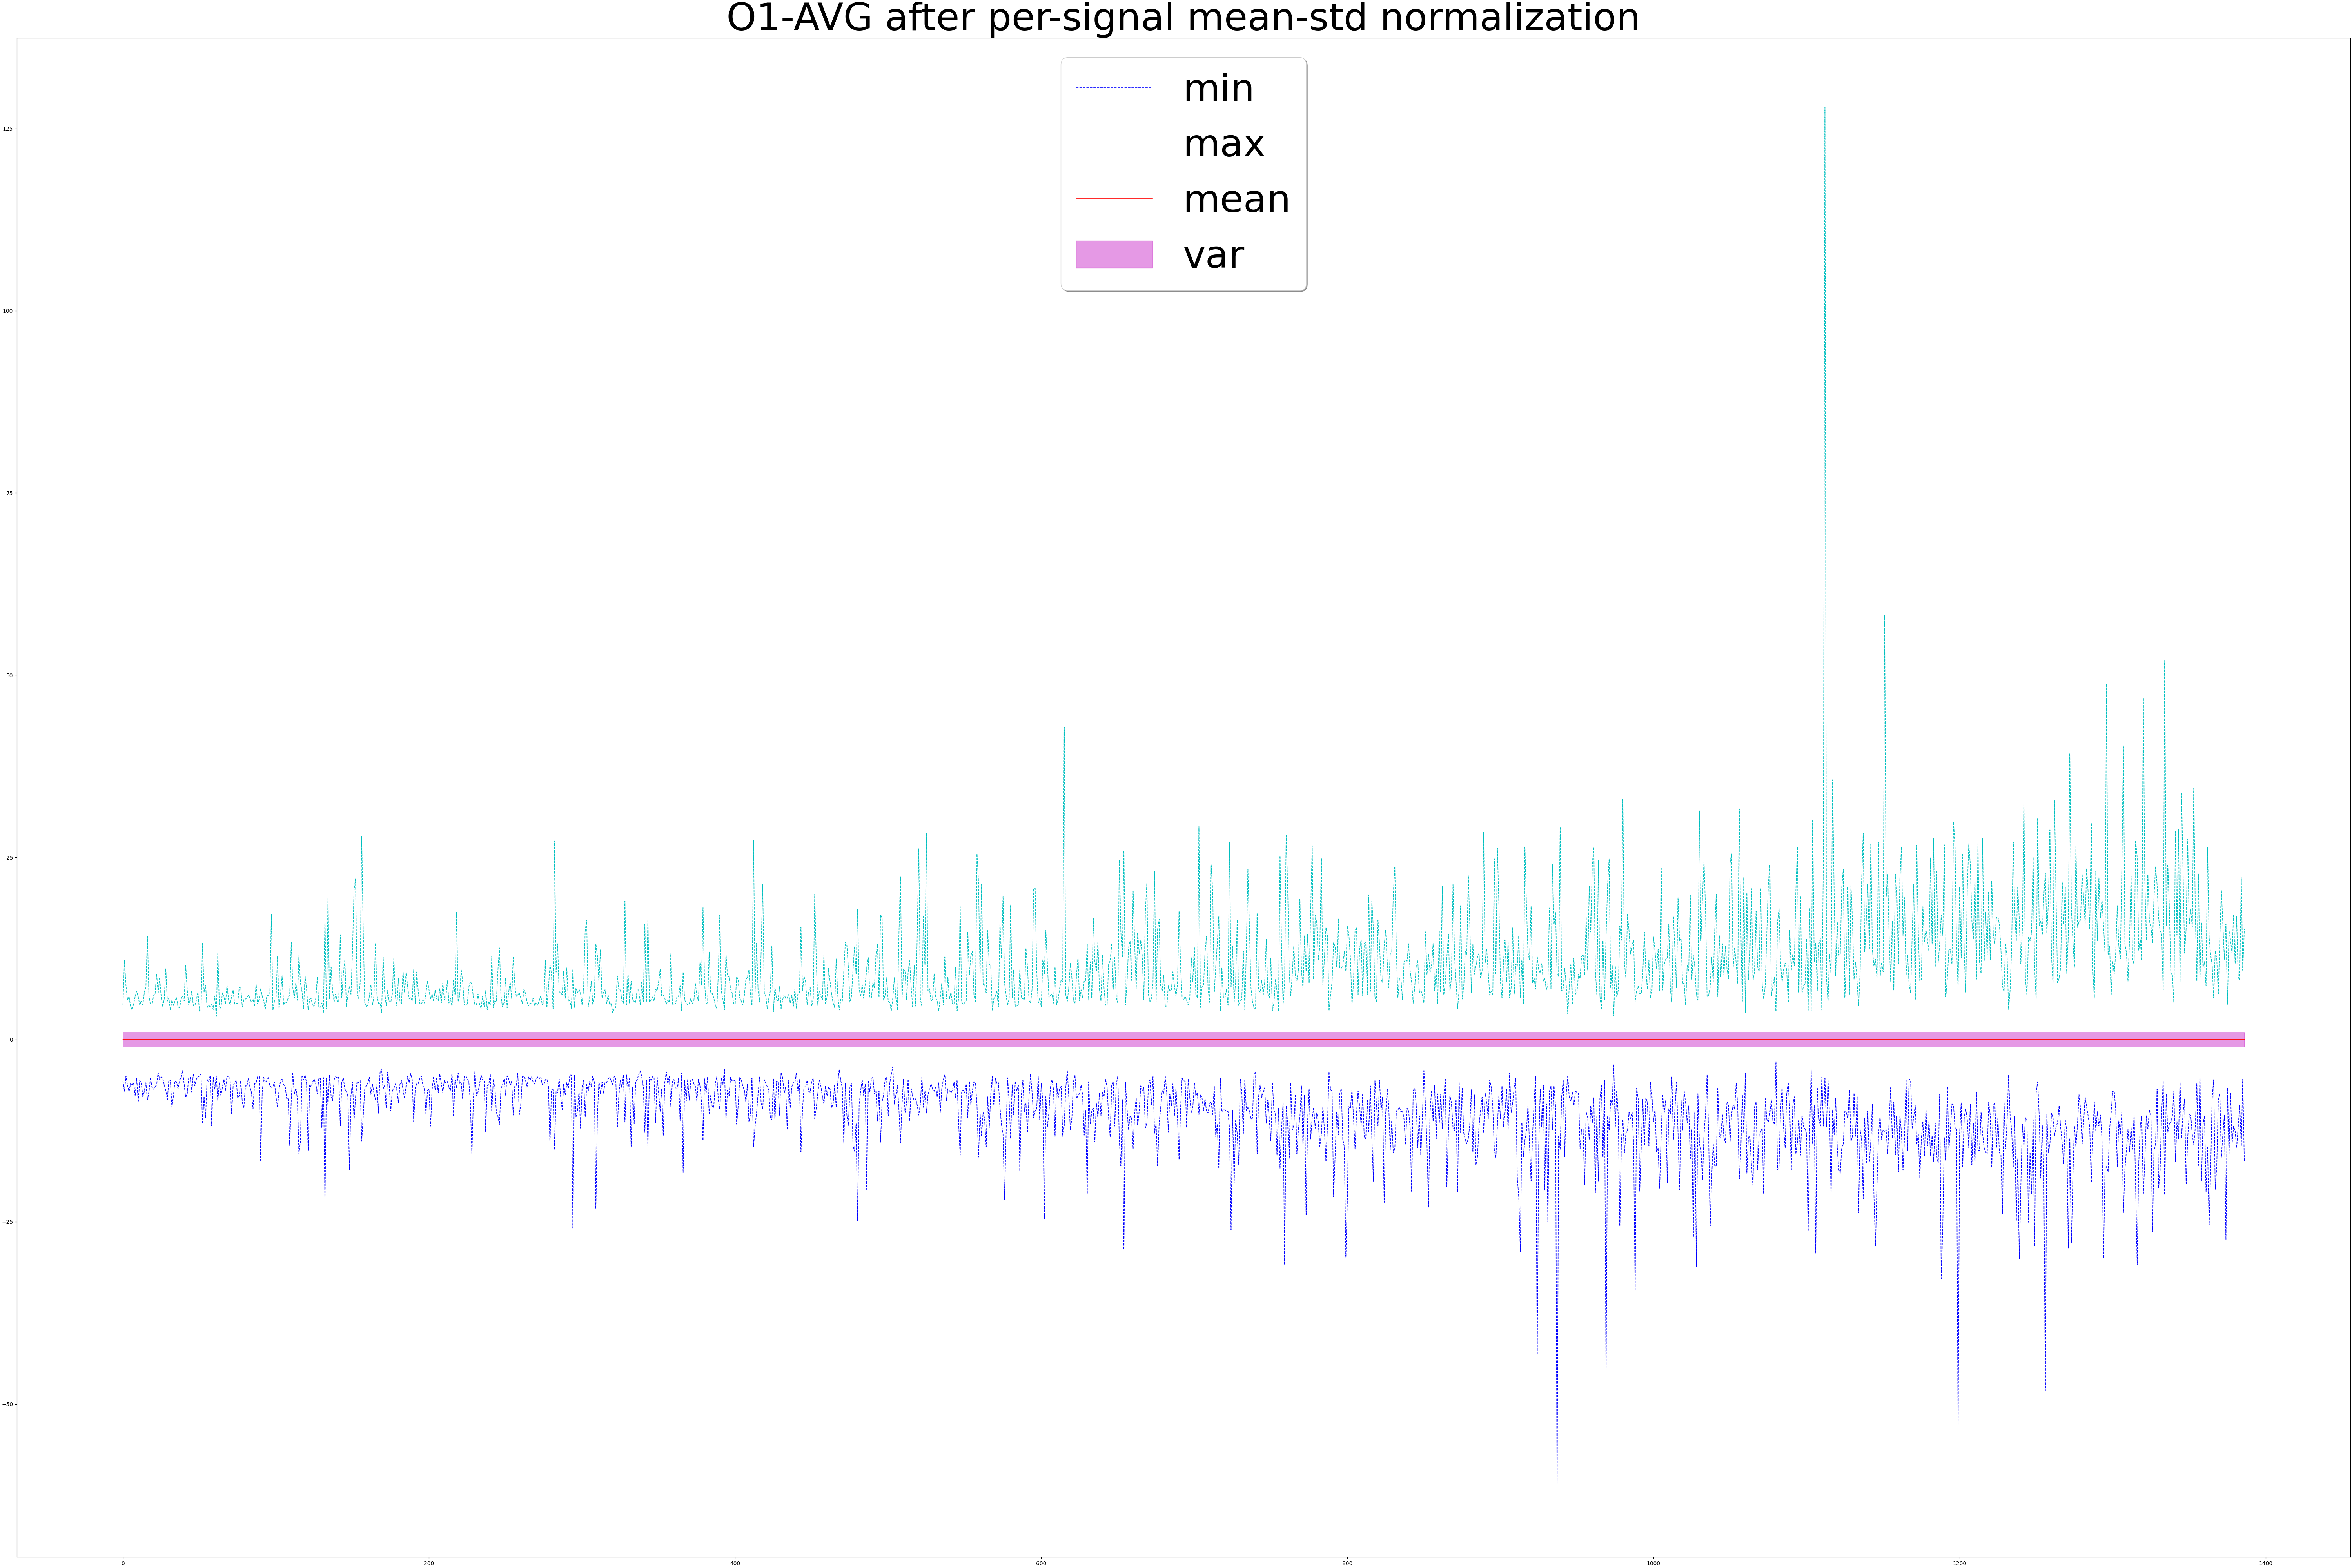 O1-AVG after per-signal mean-std normalization
min
max
mean
var
125
100
75
50
25
0
−25
−50
0 200 400 600 800 1000 1200 1400